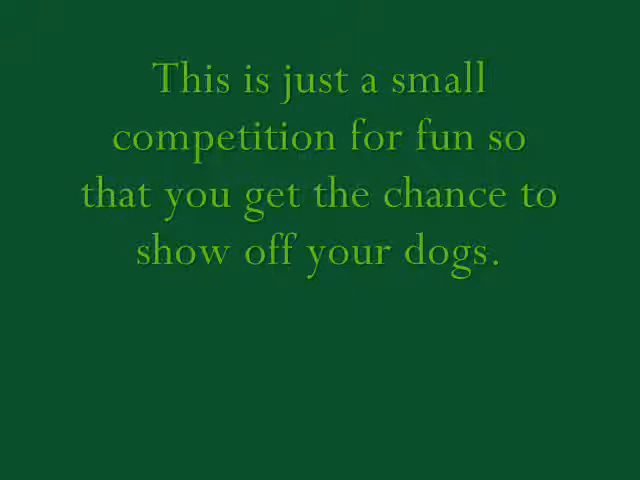 This is just a small
competition for fun so
that you get the chance to
show off your dogs.